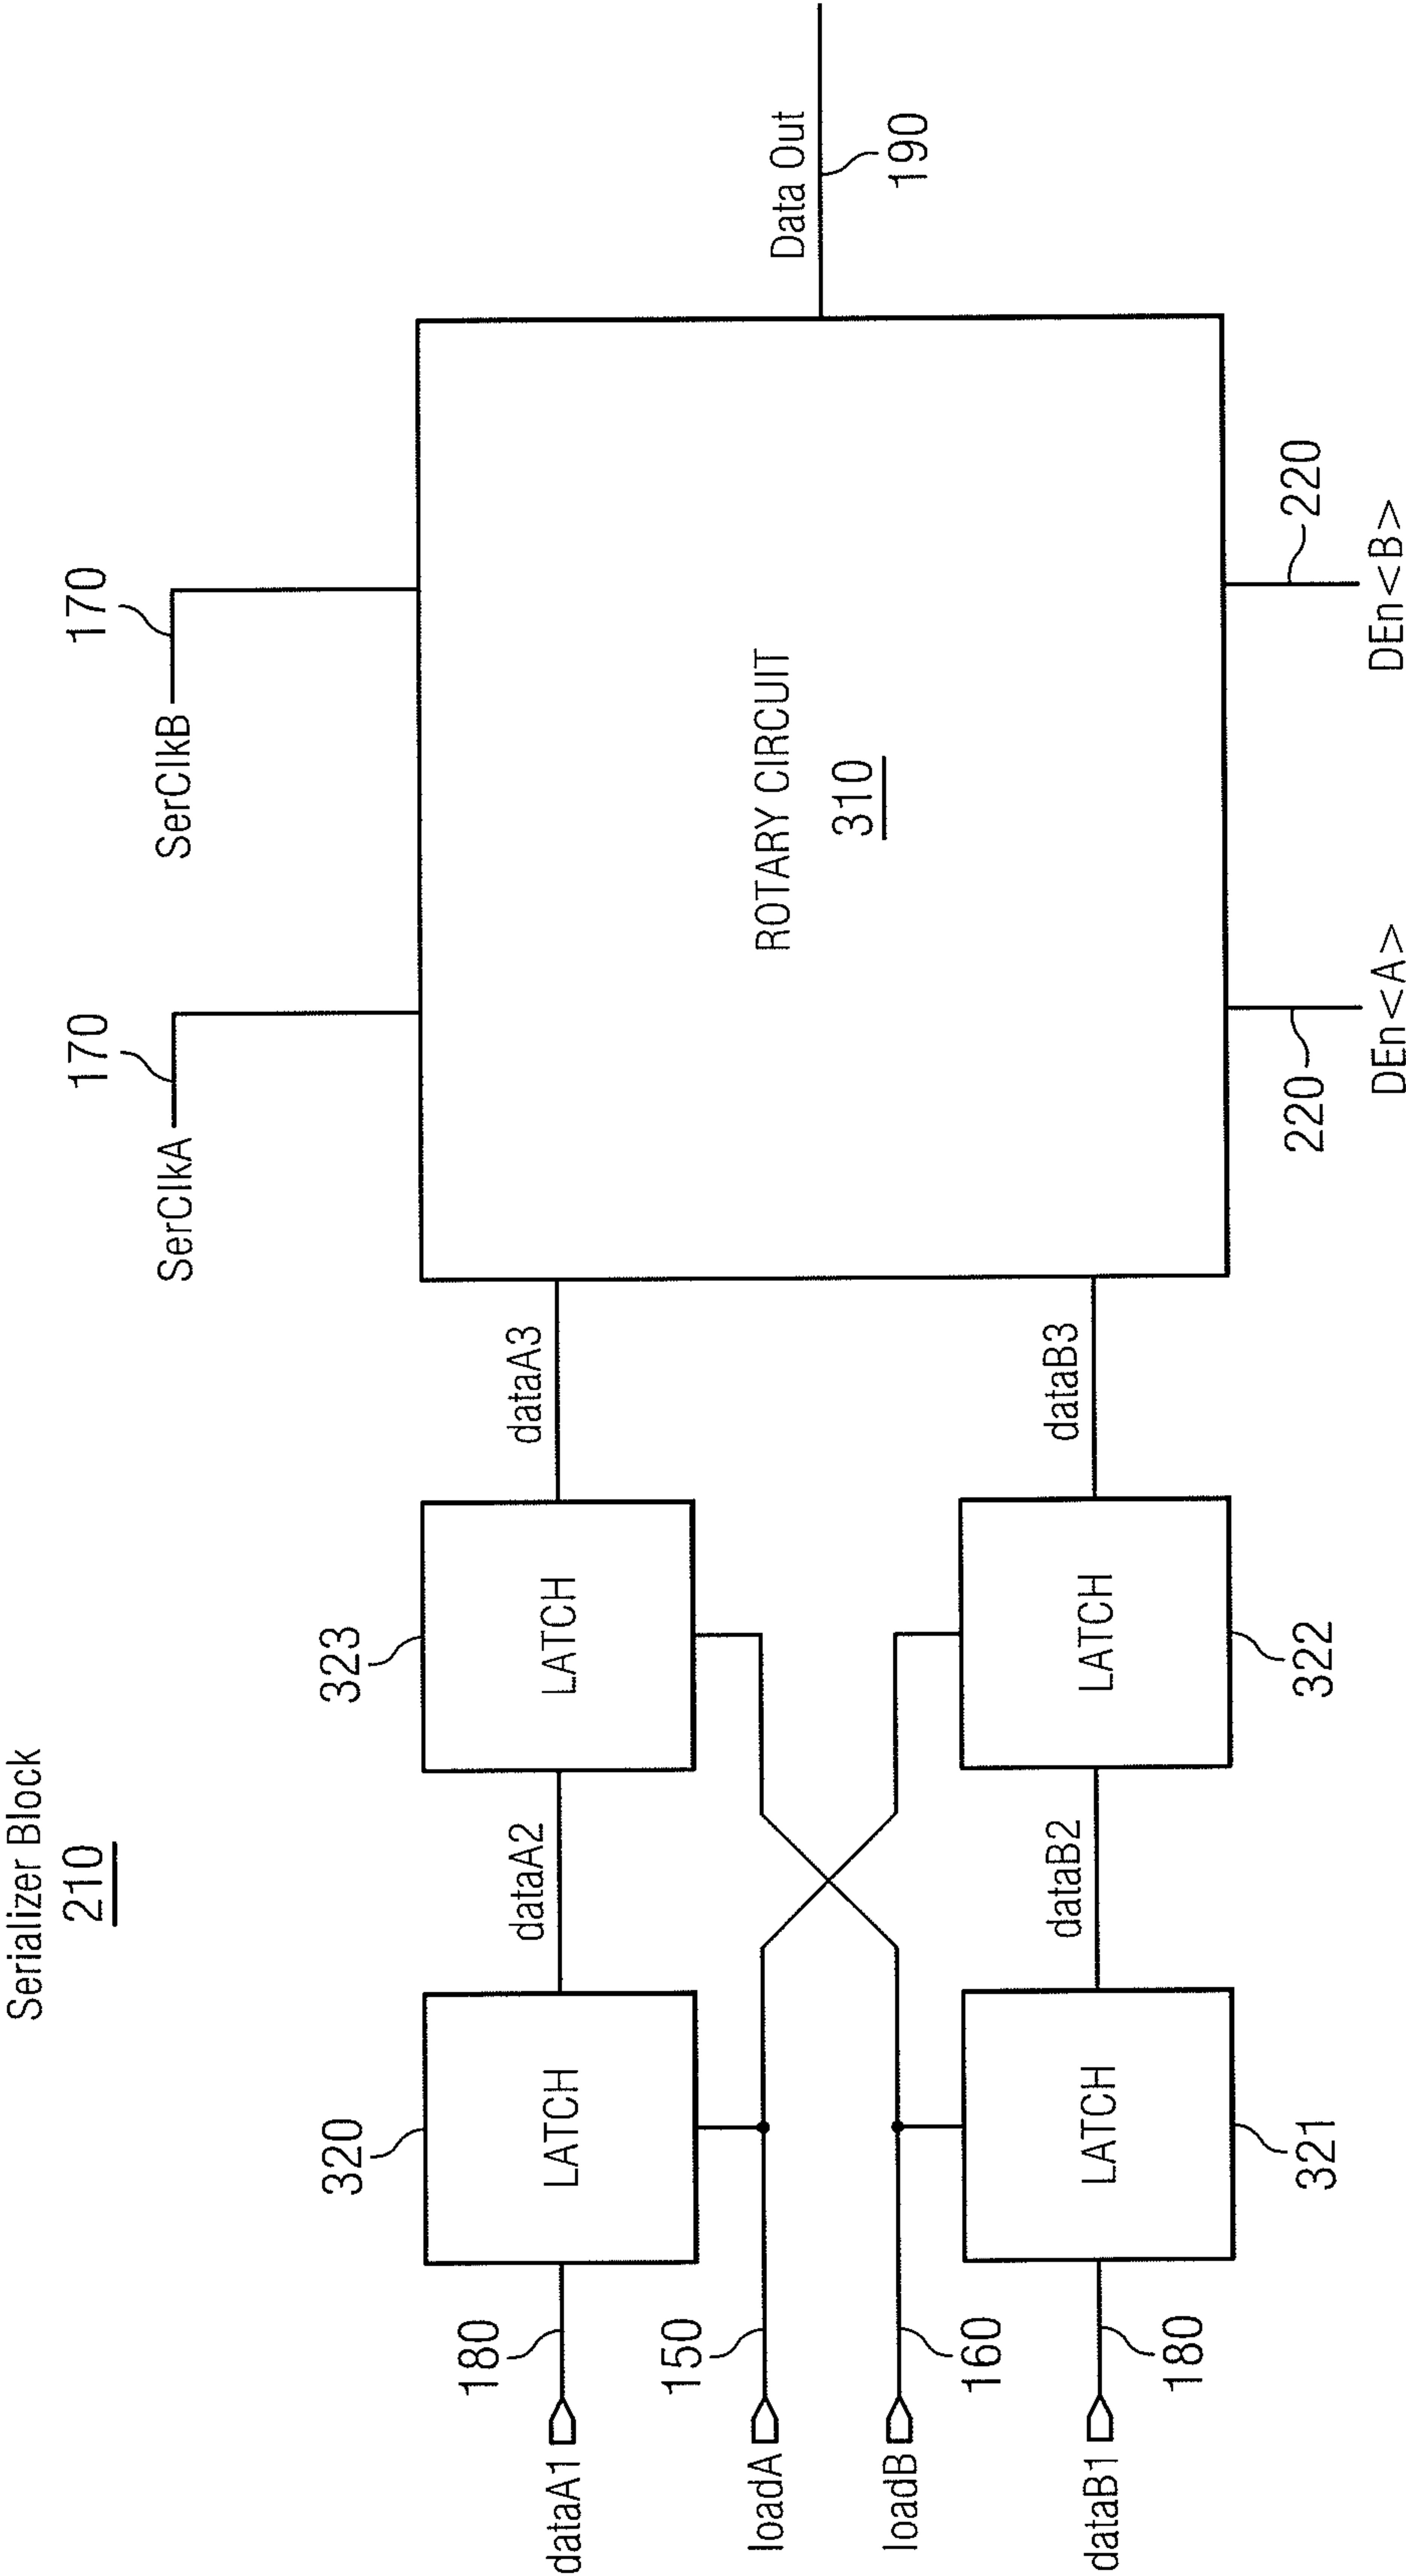 Serializer Block
210
170
170
SerClkA
SerClkB
320
323
180
dataA1
LATCH
dataA2
LATCH
dataA3
150
loadA
ROTARY CIRCUIT
310
Data Out
190
160
loadB
180
dataB1
LATCH
dataB2
LATCH
dataB3
321
322
220
220
DEn<A>
DEn<B>